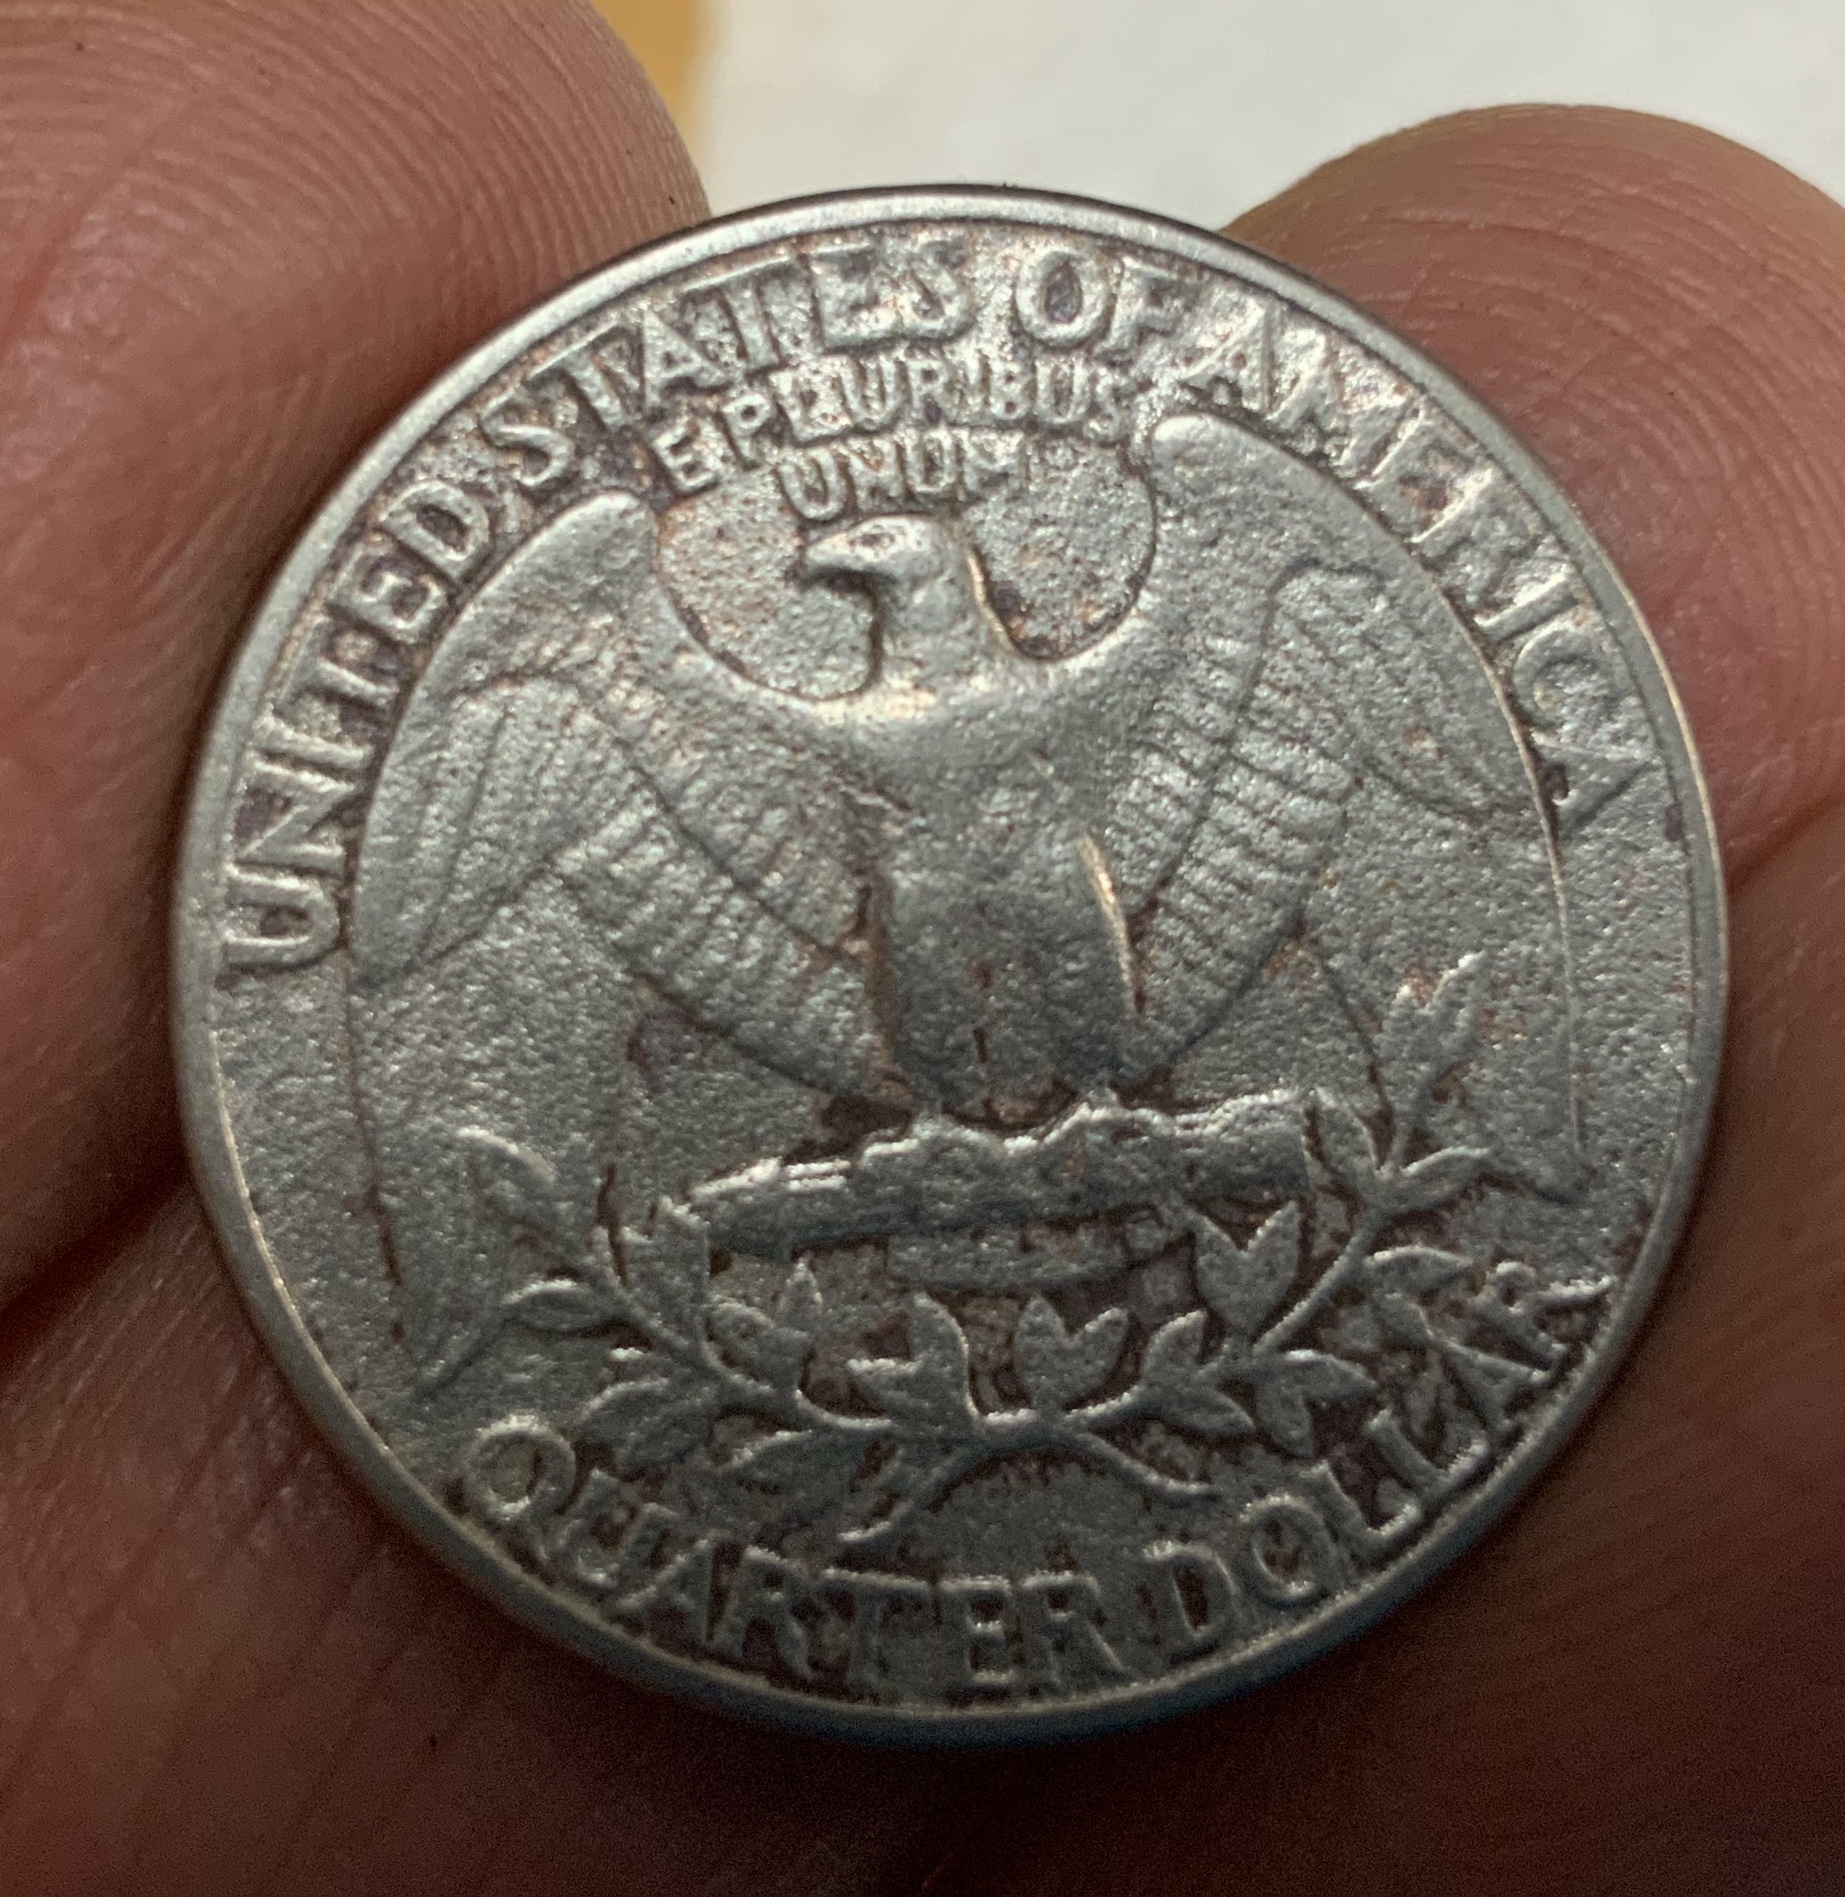 UNITED STATES OF AMERICA
E PLURIBUS
UNUM
QUARTER DOLLAR